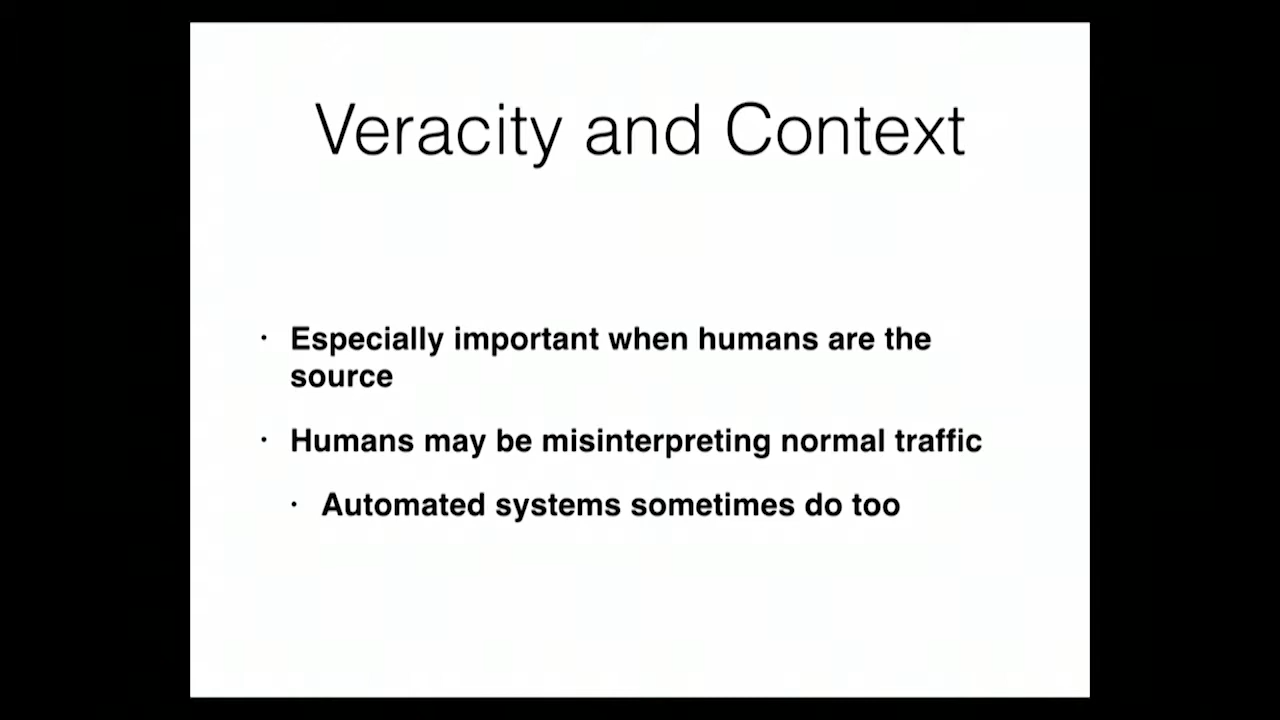 Veracity and Context
• Especially important when humans are the
source
• Humans may be misinterpreting normal traffic
• Automated systems sometimes do too